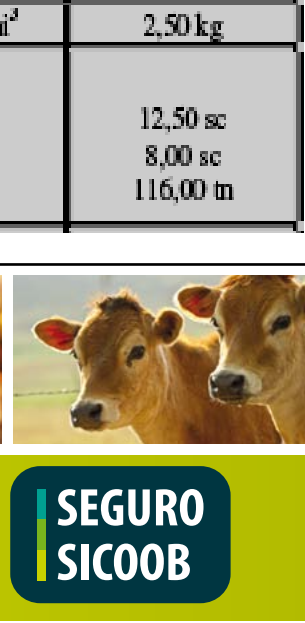 2,50 kg
12,50 sc
8,00 sc
116,00 tn
SEGURO
SICOOB